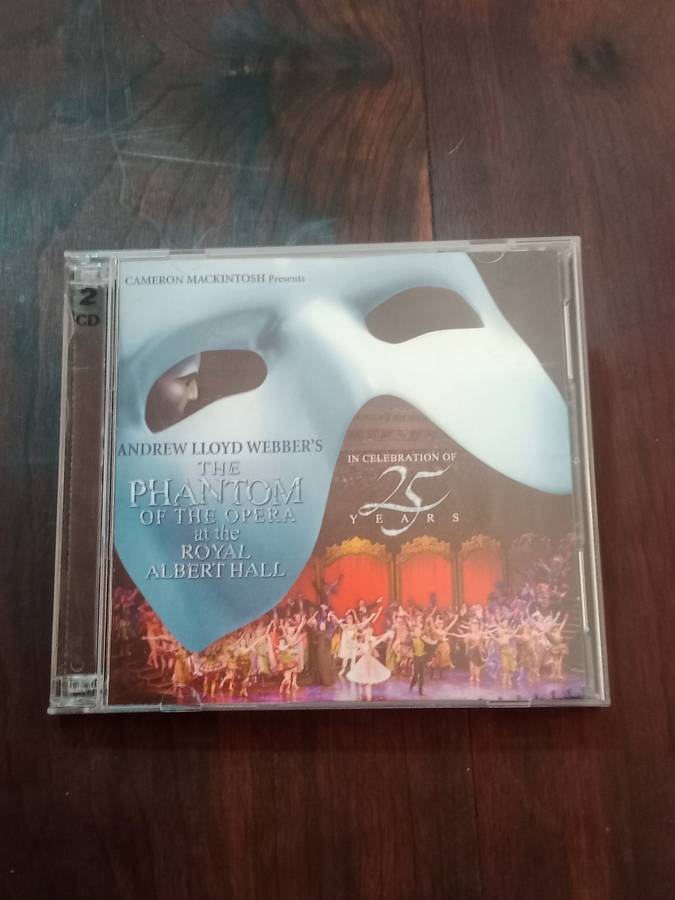 2
CD
CAMERON MACKINTOSH Presents
ANDREW LLOYD WEBBER'S
THE
PHANTOM
OF THE OPERA
at the
ROYAL
ALBERT HALL
IN CELEBRATION OF
25
YEARS